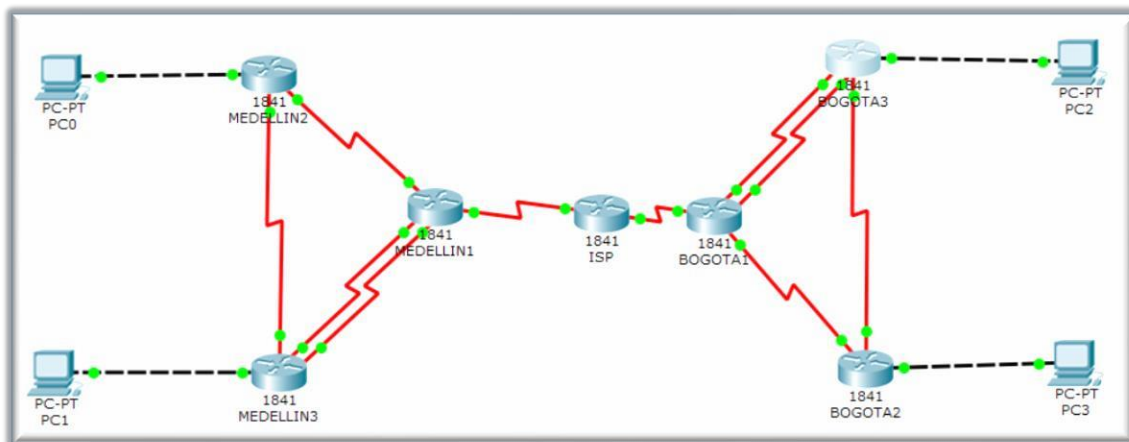 PC-PT
PC0
1841
MEDELLIN2
1841
BOGOTA3
PC-PT
PC2
1841
MEDELLIN1
1841
ISP
1841
BOGOTA1
PC-PT
PC1
1841
MEDELLIN3
1841
BOGOTA2
PC-PT
PC3